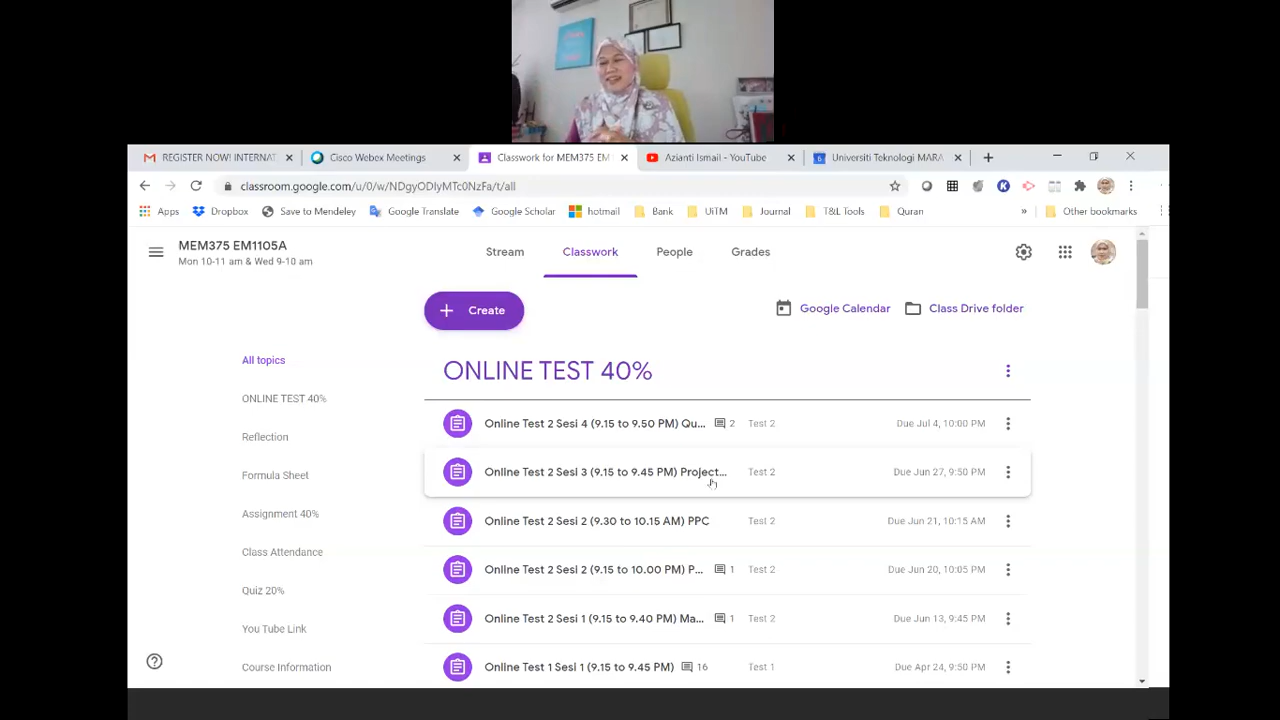 REGISTER NOW! INTERNAT
Cisco Webex Meetings
Classwork for MEM375 EM1
Azianti Ismail - YouTube
Universiti Teknologi MARA
classroom.google.com/u/0/w/NDgyODIyMTc0NzFa/t/all
Apps
Dropbox
Save to Mendeley
Google Translate
Google Scholar
hotmail
Bank
UiTM
Journal
T&L Tools
Quran
»
Other bookmarks
MEM375 EM1105A
Mon 10-11 am & Wed 9-10 am
Stream
Classwork
People
Grades
+ Create
Google Calendar
Class Drive folder
All topics
ONLINE TEST 40%
Reflection
Formula Sheet
Assignment 40%
Class Attendance
Quiz 20%
You Tube Link
Course Information
ONLINE TEST 40%
Online Test 2 Sesi 4 (9.15 to 9.50 PM) Qu... 2 Test 2 Due Jul 4, 10:00 PM
Online Test 2 Sesi 3 (9.15 to 9.45 PM) Project... Test 2 Due Jun 27, 9:50 PM
Online Test 2 Sesi 2 (9.30 to 10.15 AM) PPC Test 2 Due Jun 21, 10:15 AM
Online Test 2 Sesi 2 (9.15 to 10.00 PM) P... 1 Test 2 Due Jun 20, 10:05 PM
Online Test 2 Sesi 1 (9.15 to 9.40 PM) Ma... 1 Test 2 Due Jun 13, 9:45 PM
Online Test 1 Sesi 1 (9.15 to 9.45 PM) 16 Test 1 Due Apr 24, 9:50 PM